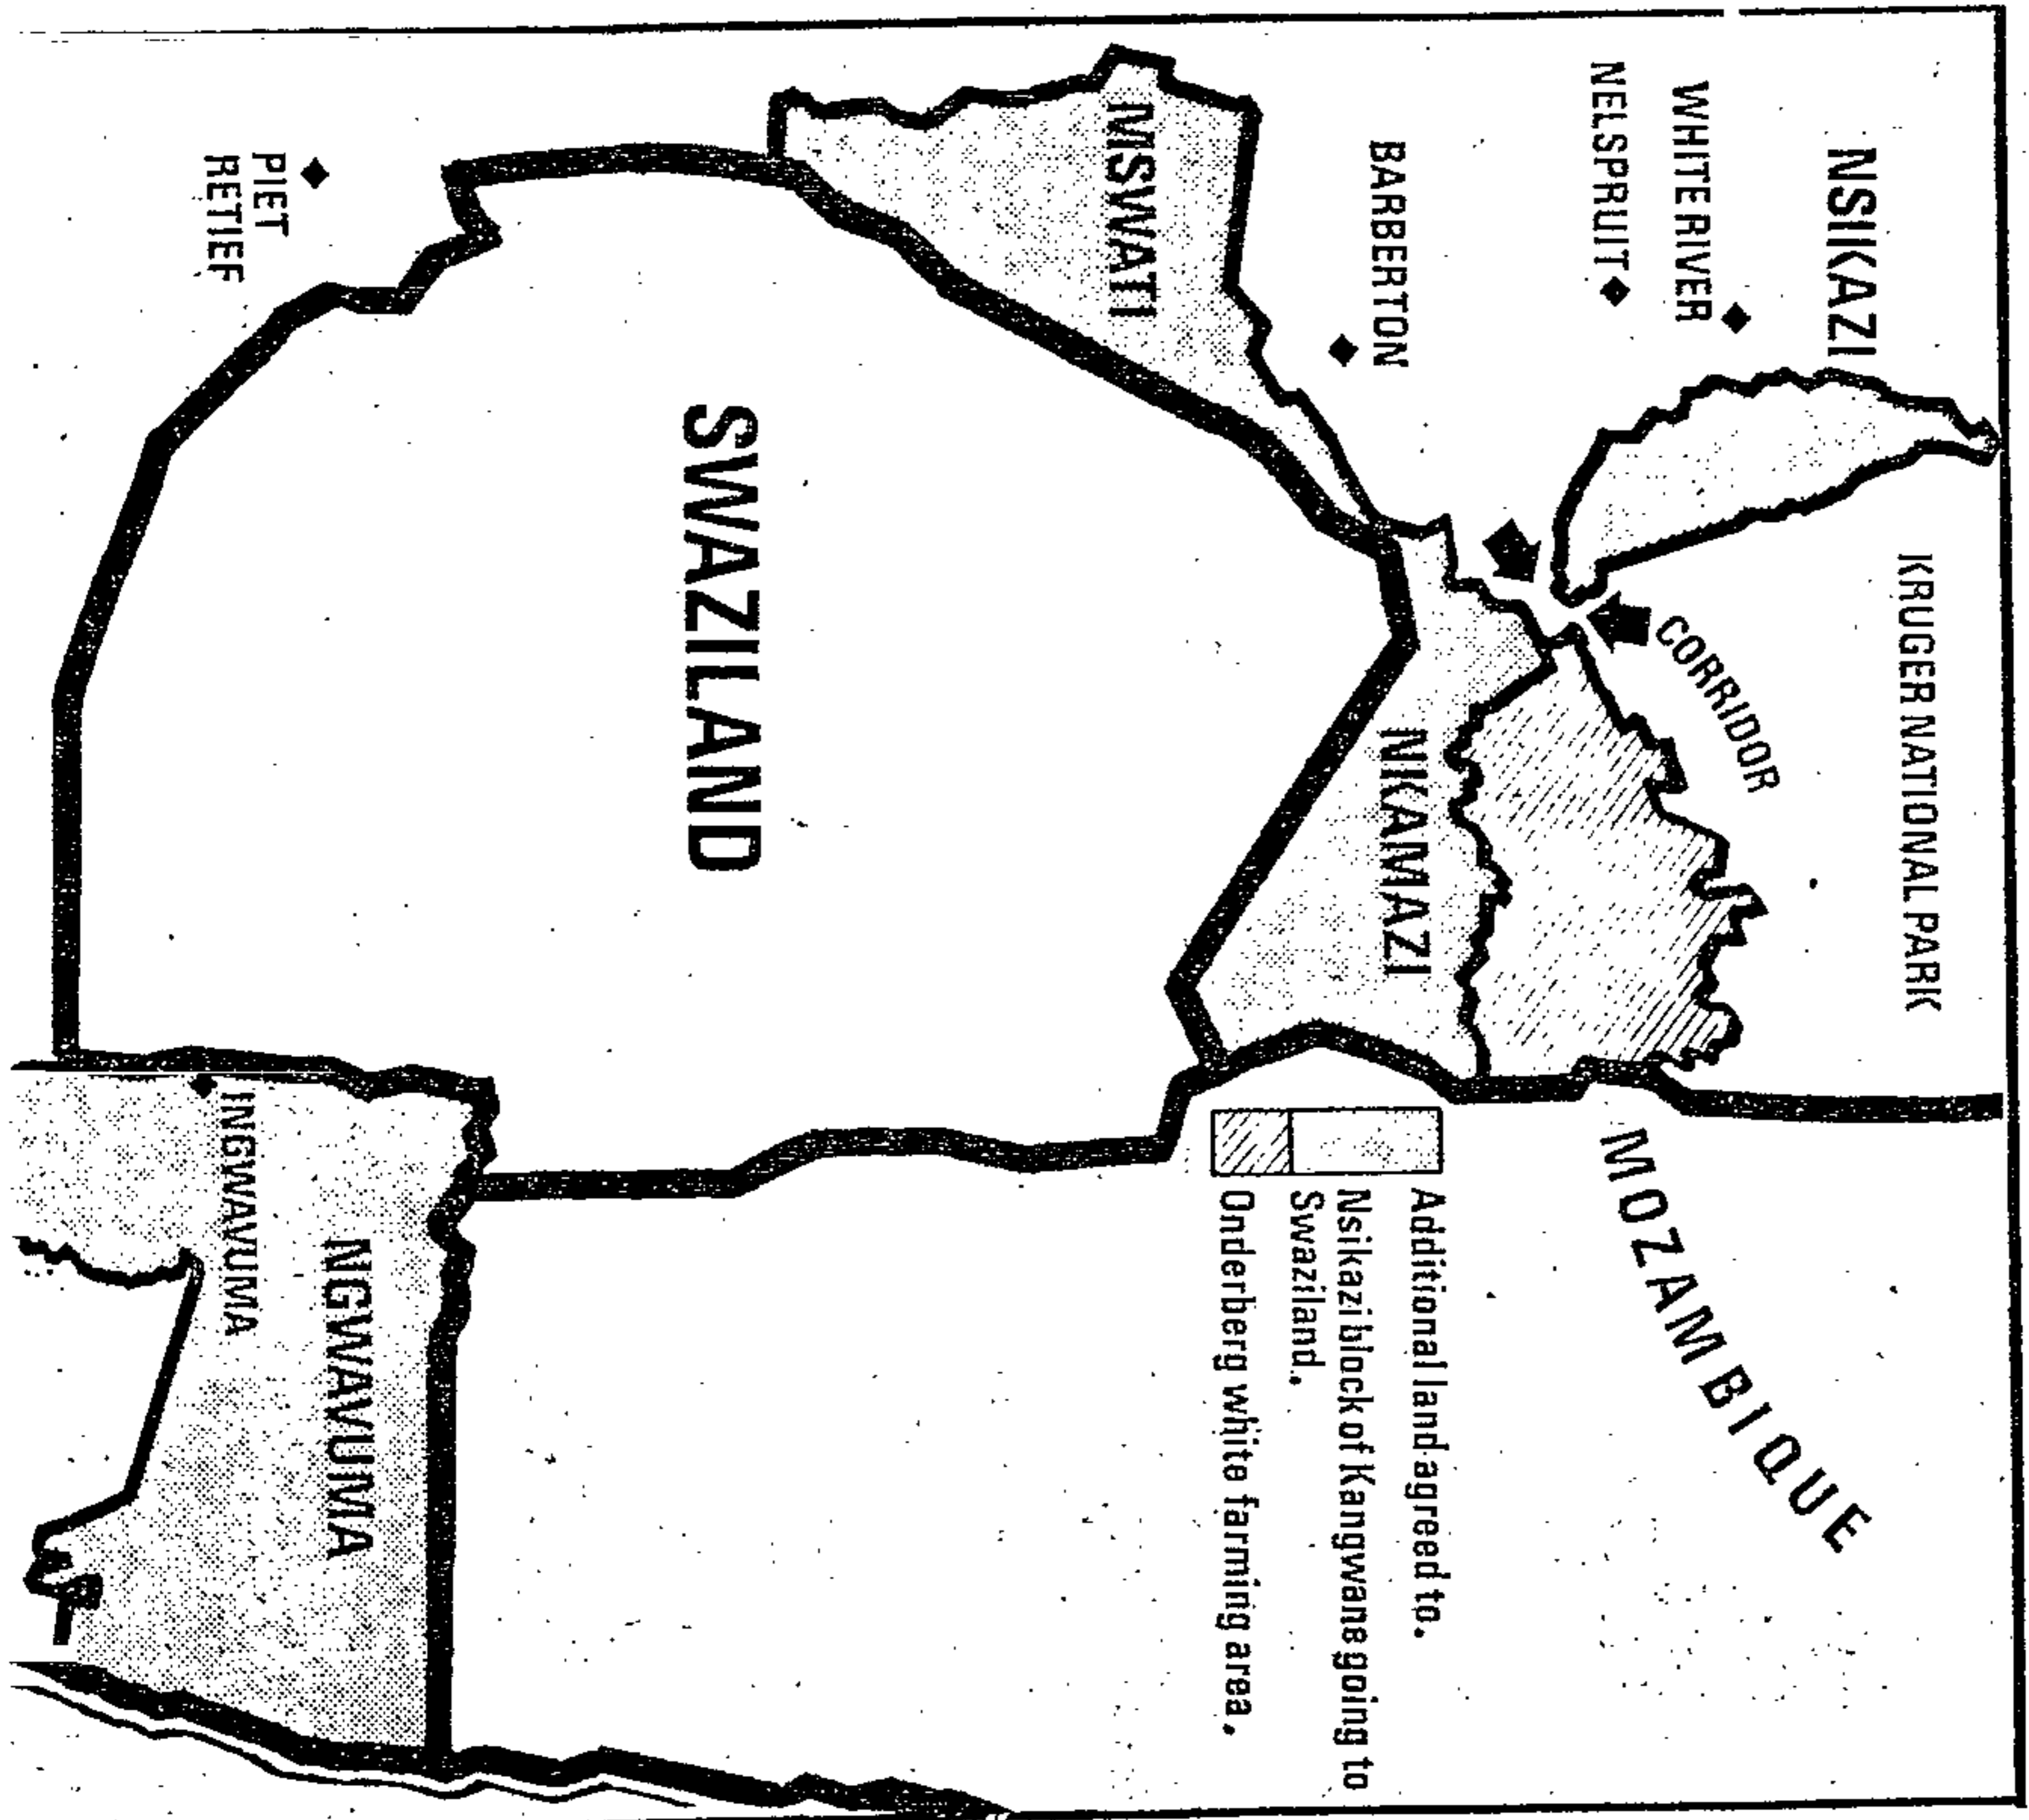 NSIKAZI
KRUGER NATIONAL PARK
WHITE RIVER
NELSPRUIT
CORRIDOR
MOZAMBIQUE
BARBERTON
NKAMAZI
MSWATI
SWAZILAND
Additional land agreed to.
Nsikazi block of Kangwane going to
Swaziland.
Onderberg white farming area.
PIET
RETIEF
NGWAVUMA
INGWAVUMA